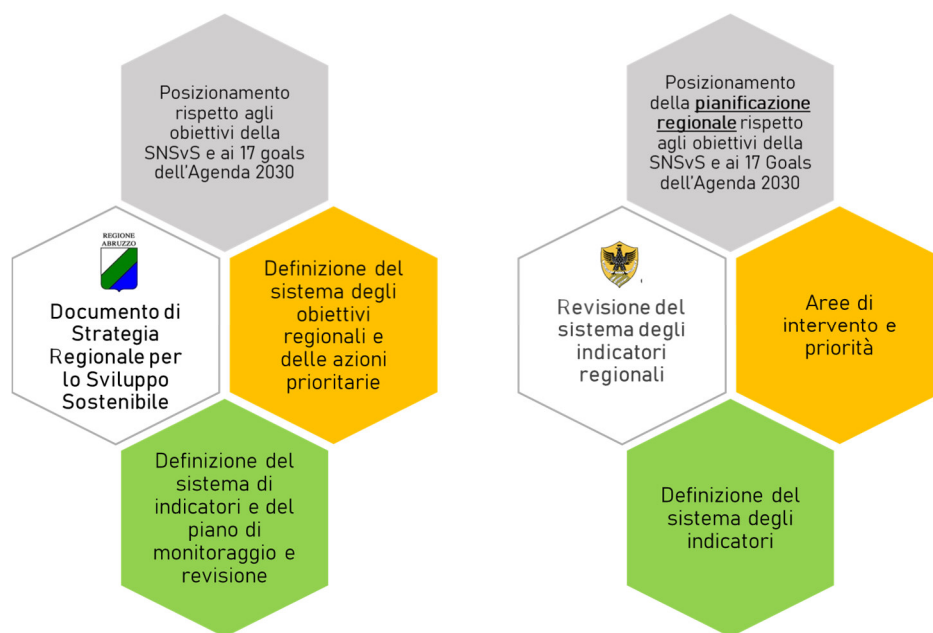 Posizionamento
rispetto agli
obiettivi della
SNSvS e ai 17 goals
dell'Agenda 2030
REGIONE
ABRUZZO
Documento di
Strategia
Regionale per
lo Sviluppo
Sostenibile
Definizione del
sistema degli
obiettivi
regionali e
delle azioni
prioritarie
Definizione del
sistema di
indicatori e del
piano di
monitoraggio e
revisione
Posizionamento
della pianificazione
regionale rispetto
agli obiettivi della
SNSvS e ai 17 Goals
dell'Agenda 2030
Revisione del
sistema degli
indicatori
regionali
Aree di
intervento e
priorità
Definizione del
sistema degli
indicatori